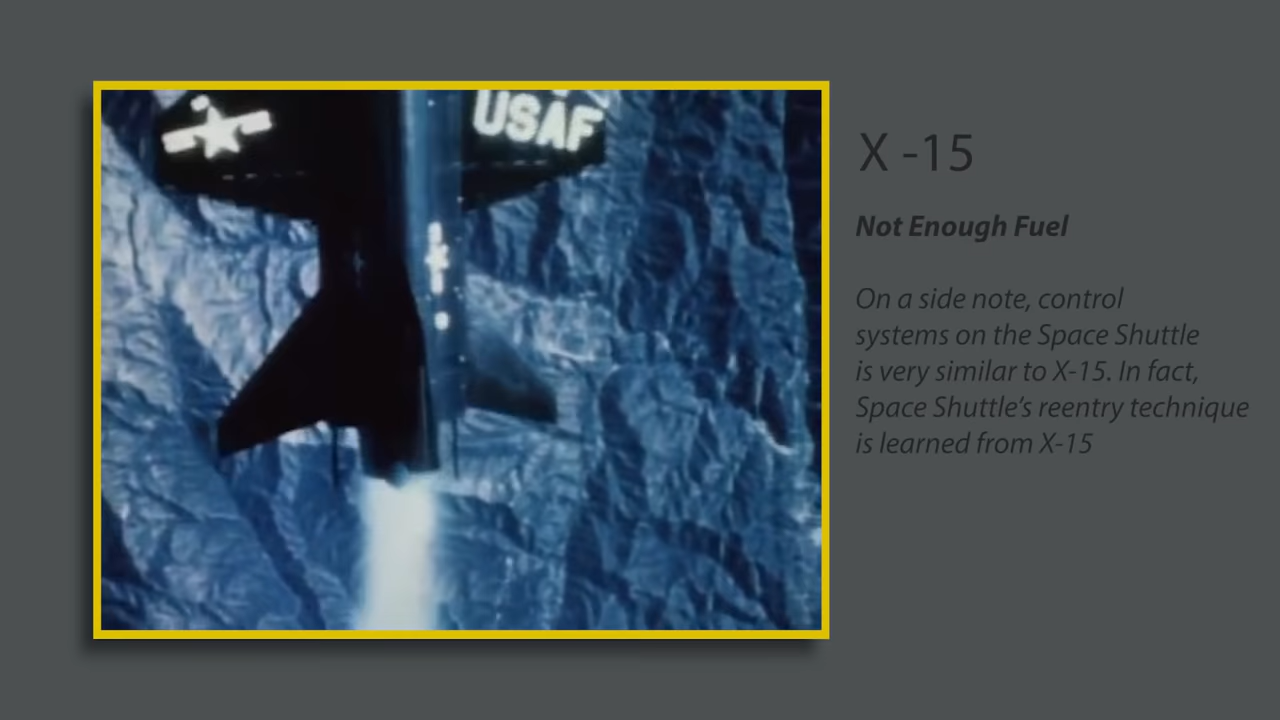 USAF
X -15
Not Enough Fuel
On a side note, control
systems on the Space Shuttle
is very similar to X-15. In fact,
Space Shuttle's reentry technique
is learned from X-15